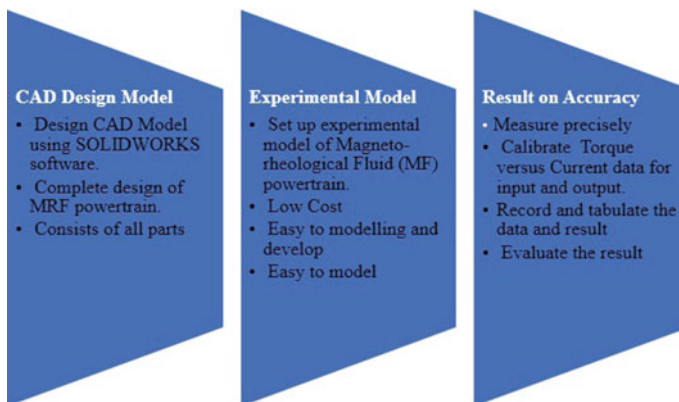 CAD Design Model
• Design CAD Model
using SOLIDWORKS
software.
• Complete design of
MRF powertrain.
• Consists of all parts
Experimental Model
• Set up experimental
model of Magneto-
rheological Fluid (MF)
powertrain.
• Low Cost
• Easy to modelling and
develop
• Easy to model
Result on Accuracy
• Measure precisely
• Calibrate Torque
versus Current data for
input and output.
• Record and tabulate the
data and result
• Evaluate the result